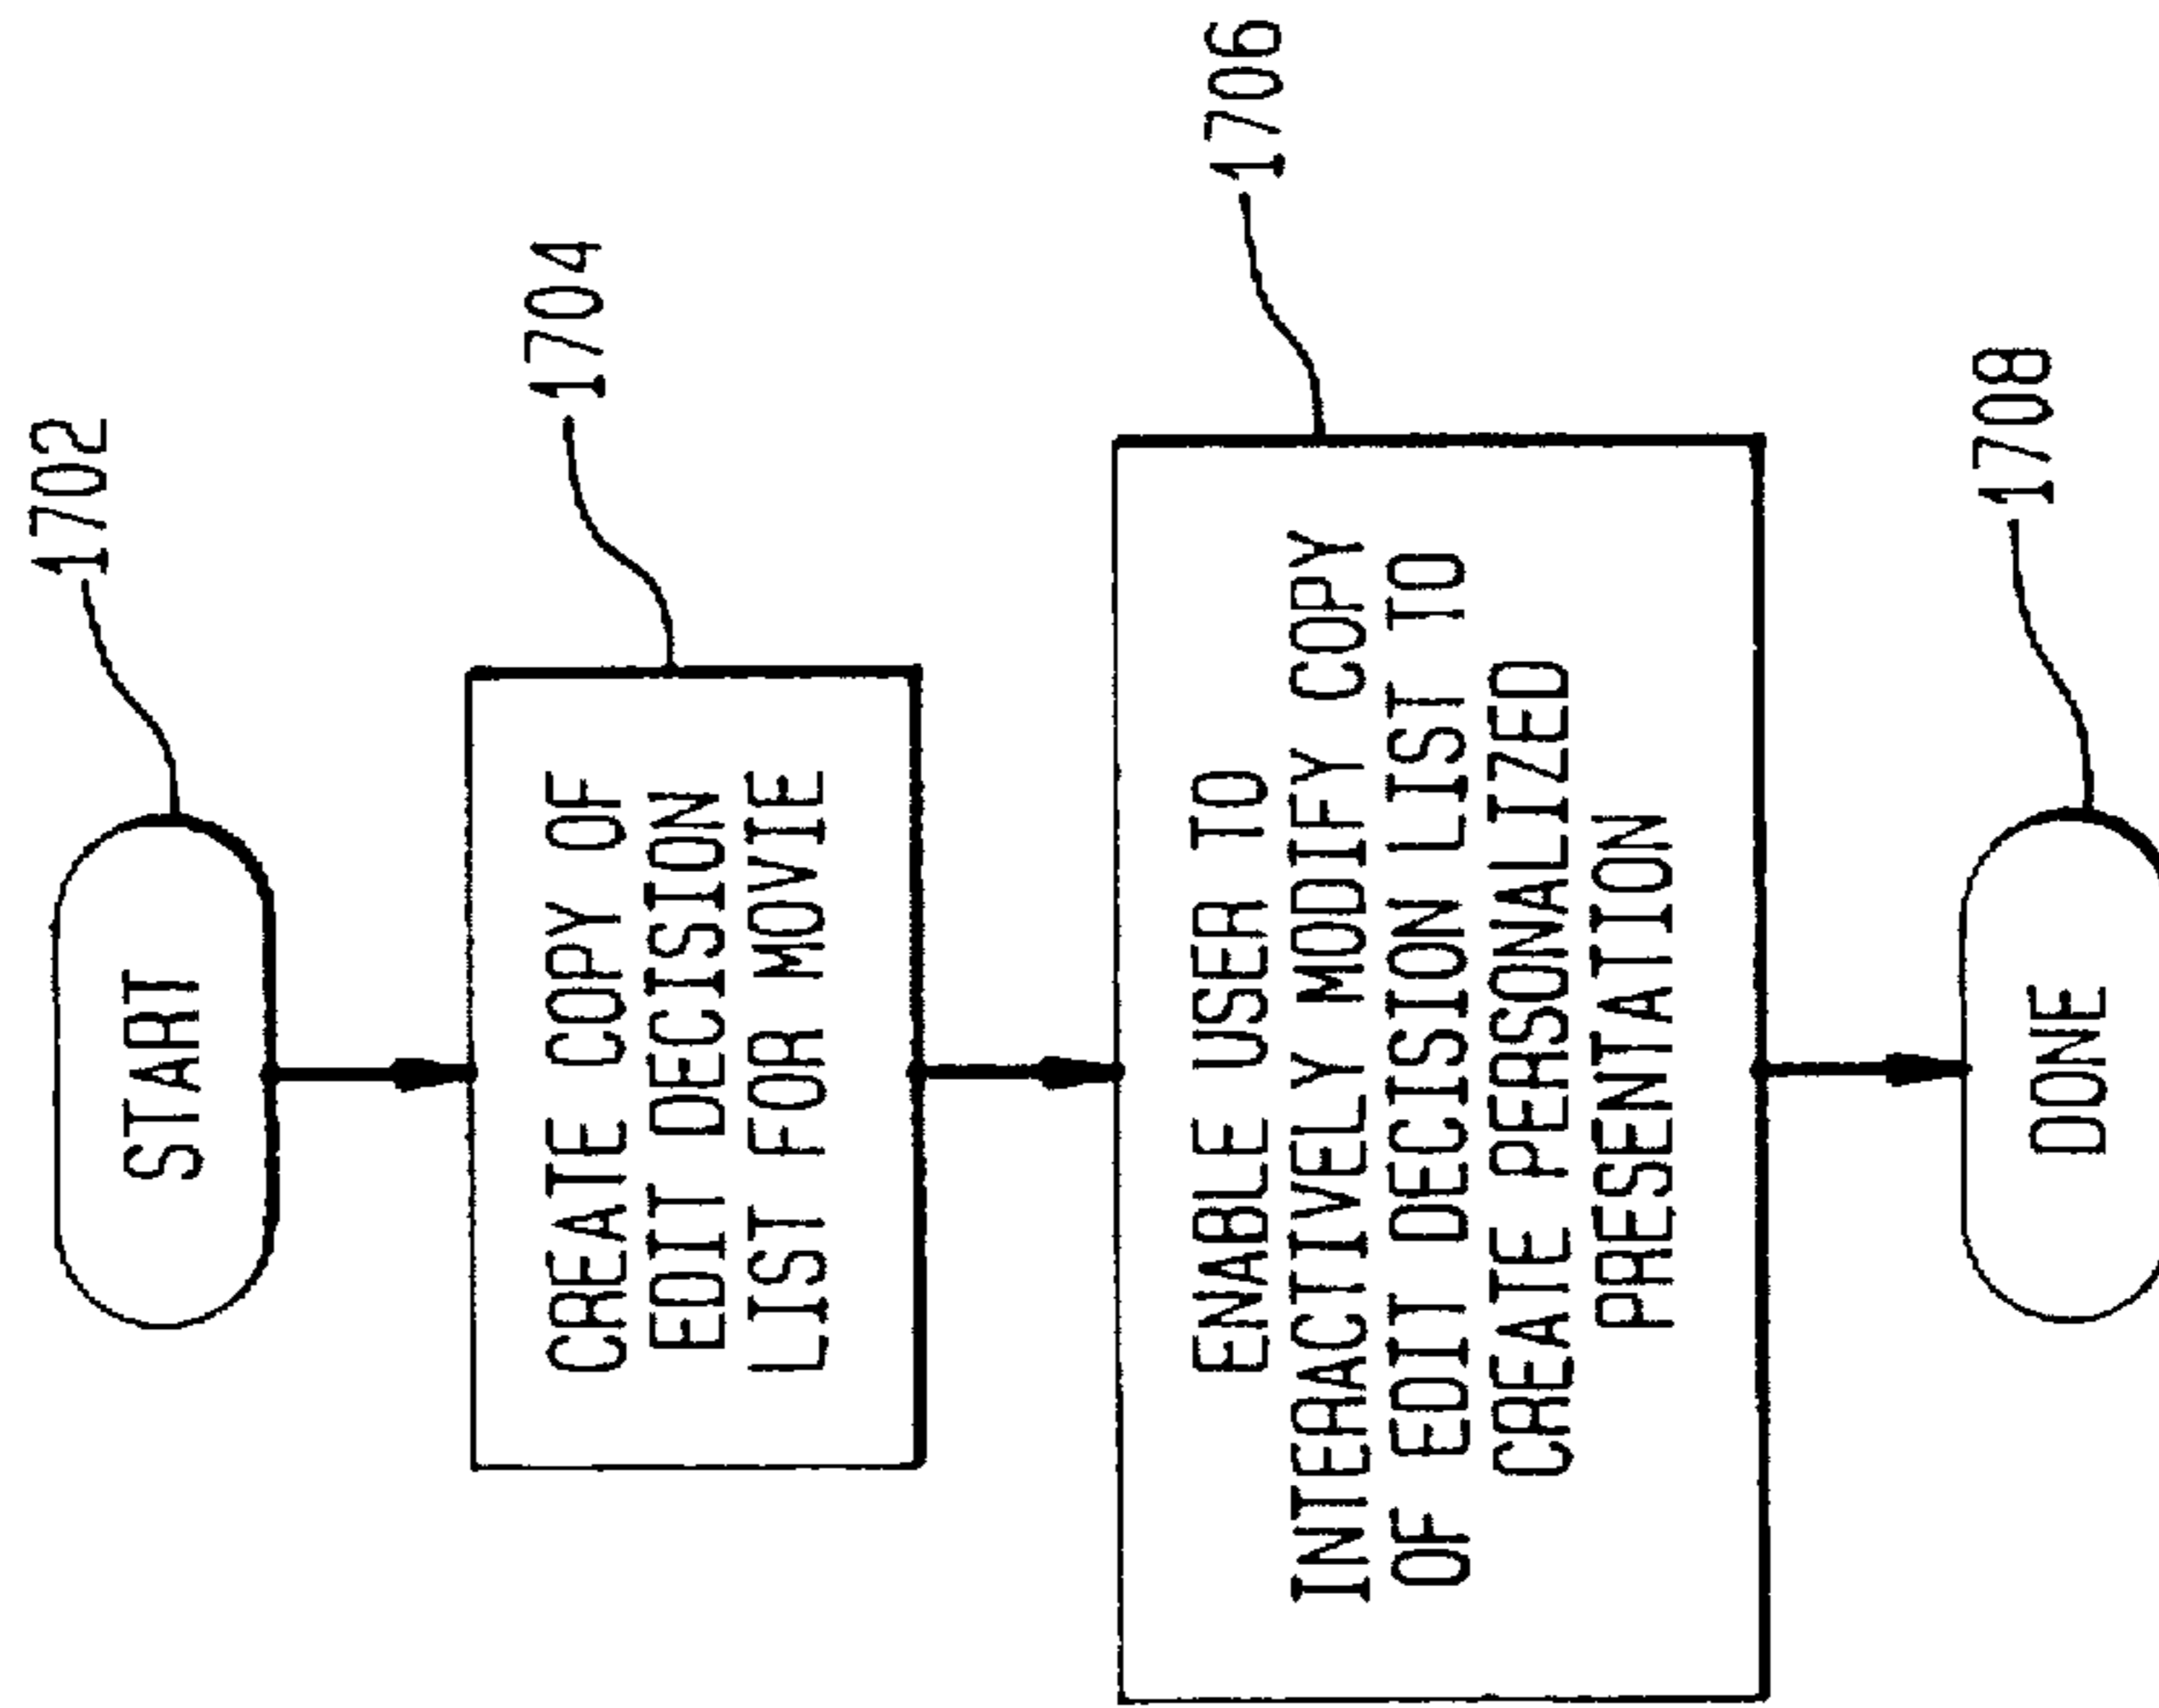 1702
START
1704
CREATE COPY OF
EDIT DECISION
LIST FOR MOVIE
1706
ENABLE USER TO
INTERACTIVELY MODIFY COPY
OF EDIT DECISION LIST TO
CREATE PERSONALIZED
PRESENTATION
1708
DONE